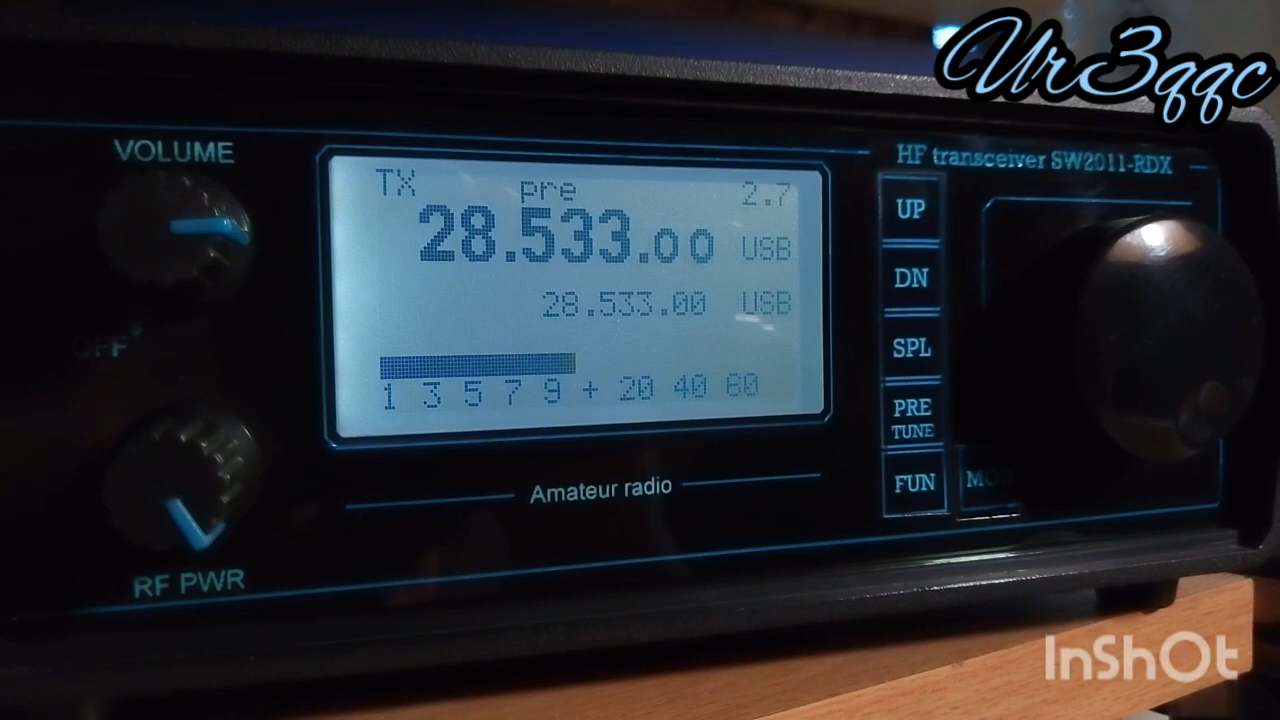 Ur3qqc
VOLUME
OFF
RF PWR
TX pre 2.7
28.533.00 USB
28.533.00 USB
1 3 5 7 9 + 20 40 60
Amateur radio
HF transceiver SW2011-RDX
UP
DN
SPL
PRE
TUNE
FUN
InShOt